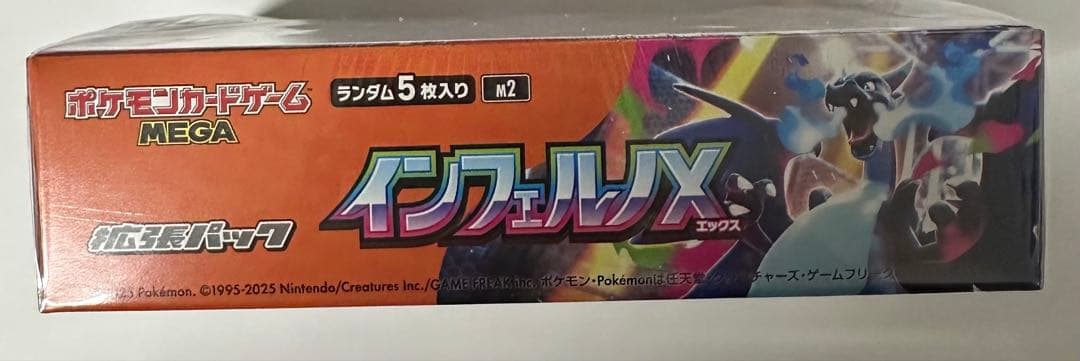 ポケモンカードゲーム
MEGA
ランダム5枚入り M2
インフェルノX
エックス
拡張パック
25 Pokémon. ©1995-2025 Nintendo/Creatures Inc./GAME FREAK inc. ポケモン・Pokémonは任天堂・クリーチャーズ・ゲームフリーク